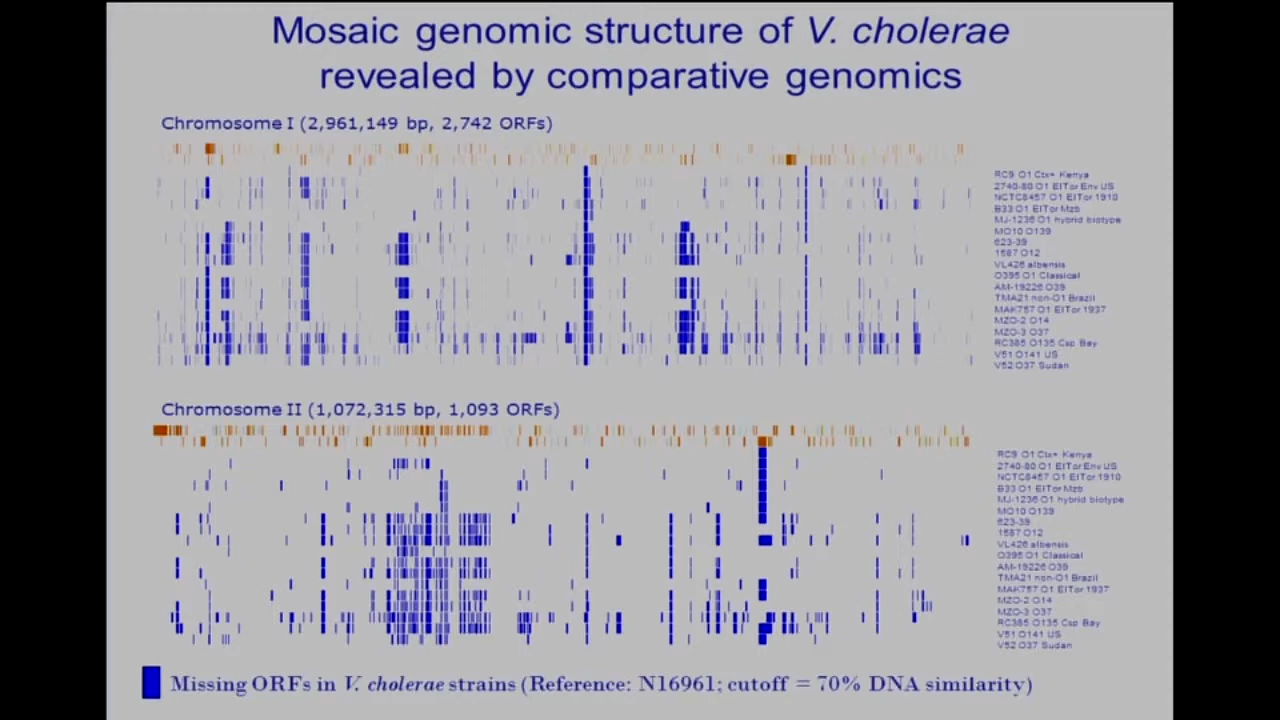 Mosaic genomic structure of V. cholerae
revealed by comparative genomics
Chromosome I (2,961,149 bp, 2,742 ORFs)
RC9 O1 Ctx+ Kenya
2740-80 O1 ElTor Env US
NCTC8457 O1 ElTor 1910
B33 O1 ElTor Mzb
MJ-1236 O1 hybrid biotype
MO10 O139
623-39
1587 O12
VL426 albensis
O395 O1 Classical
AM-19226 O39
TMA21 non-O1 Brazil
MAK757 O1 ElTor 1937
MZO-2 O14
MZO-3 O37
RC385 O135 Csp Bay
V51 O141 US
V52 O37 Sudan
Chromosome II (1,072,315 bp, 1,093 ORFs)
RC9 O1 Ctx+ Kenya
2740-80 O1 ElTor Env US
NCTC8457 O1 ElTor 1910
B33 O1 ElTor Mzb
MJ-1236 O1 hybrid biotype
MO10 O139
623-39
1587 O12
VL426 albensis
O395 O1 Classical
AM-19226 O39
TMA21 non-O1 Brazil
MAK757 O1 ElTor 1937
MZO-2 O14
MZO-3 O37
RC385 O135 Csp Bay
V51 O141 US
V52 O37 Sudan
Missing ORFs in V. cholerae strains (Reference: N16961; cutoff = 70% DNA similarity)